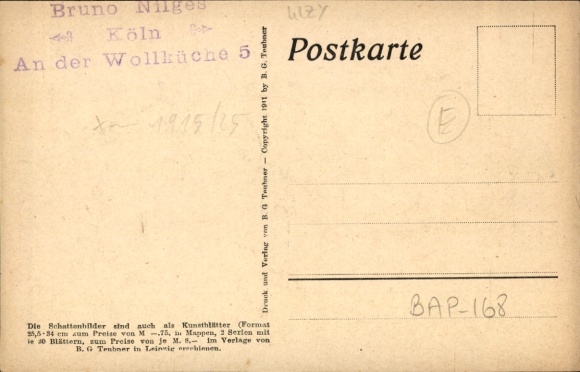 Bruno Nilges
Köln
An der Wollküche 5
Postkarte
E
1915/25
Druck und Verlag von B. G. Teubner — Copyright 1911 by B. G. Teubner
BAP-168
Die Schattenbilder sind auch als Kunstblätter (Format
25,5·34 cm zum Preise von M —.75, in Mappen, 2 Serien mit
je 20 Blättern, zum Preise von je M. 8.— im Verlage von
B. G Teubner in Leipzig erschienen.